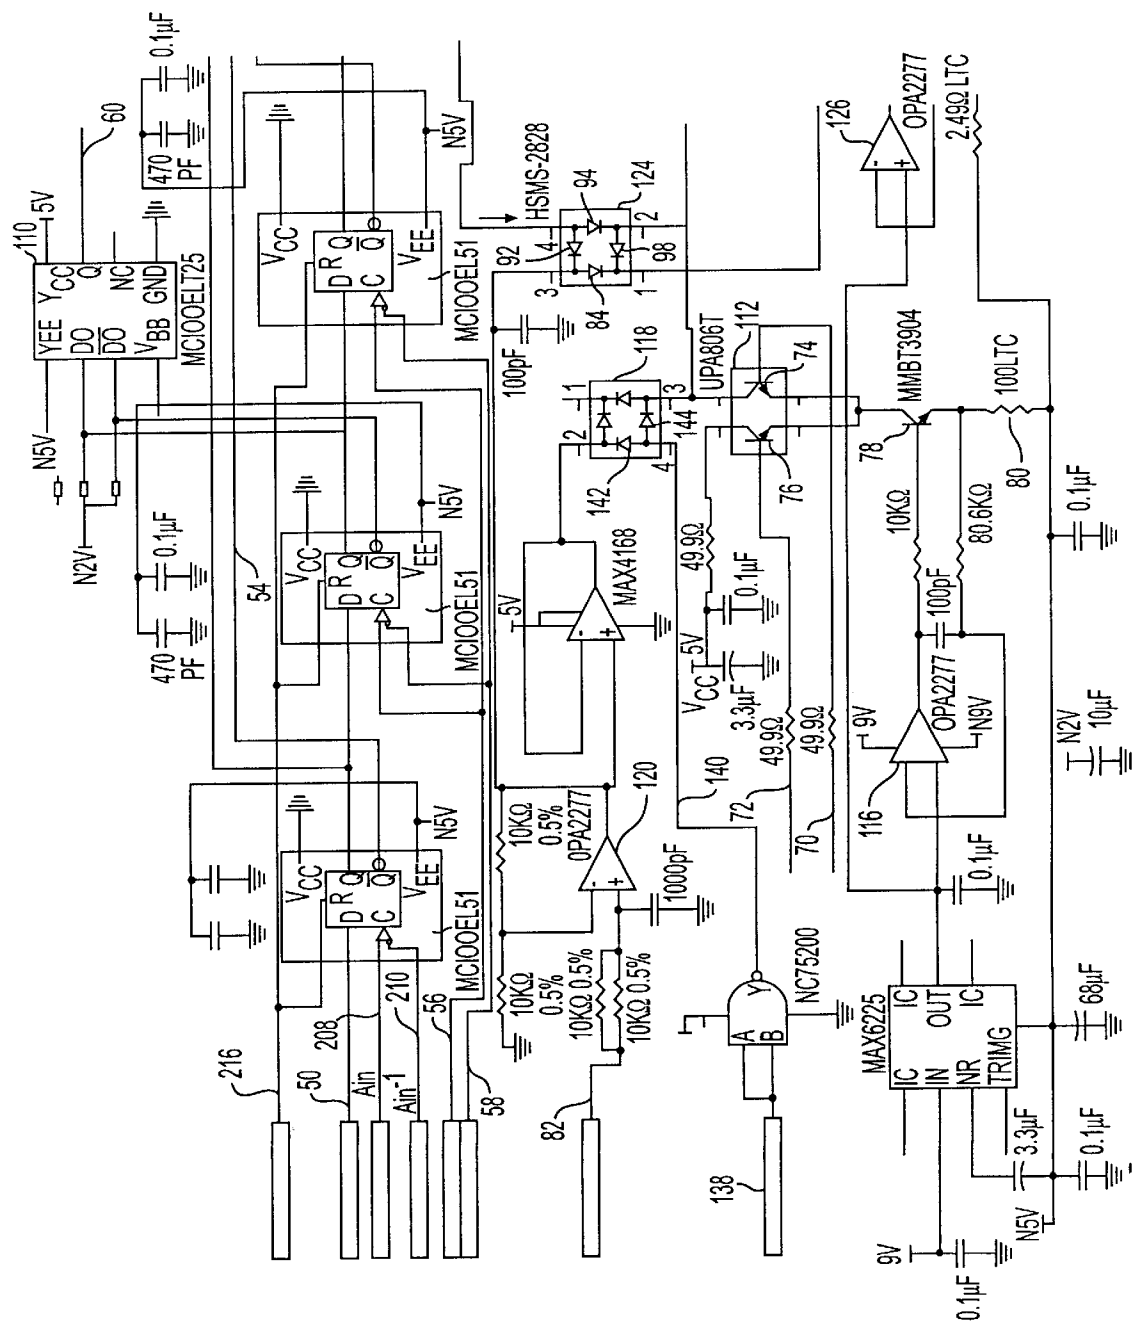 5V
110
YEE
Y
CC
DO
Q
60
D̅O̅
NC
V
BB
GND
MC100ELT25
N5V
N2V
470
PF
0.1µF
470
PF
0.1µF
54
216
50
208
Ain
210
Ain-1
56
58
VCC
D R Q
C Q̅
VEE
N5V
MCIOOEL51
VCC
D R Q
C Q̅
VEE
N5V
MCIOOEL51
VCC
D R Q
C Q̅
VEE
N5V
MCIOOEL51
82
10KΩ
0.5%
10KΩ
0.5%
10KΩ 0.5%
10KΩ 0.5%
OPA2277
120
1000pF
5V
MAX4168
100pF
HSMS-2828
94
124
92
4
2
98
3
1
84
118
2
1
142
144
4
3
140
138
A
B
Y
NC75200
VCC
5V
3.3µF
0.1µF
49.9Ω
UPA806T
112
74
76
72
49.9Ω
49.9Ω
70
126
OPA2277
2.49Ω LTC
MMBT3904
78
100LTC
80
10KΩ
80.6KΩ
100pF
OPA2277
9V
N9V
116
0.1µF
N2V
10µF
0.1µF
MAX6225
IC
IC
IN
OUT
NR
IC
TRIMG
68µF
3.3µF
0.1µF
N5V
9V
0.1µF